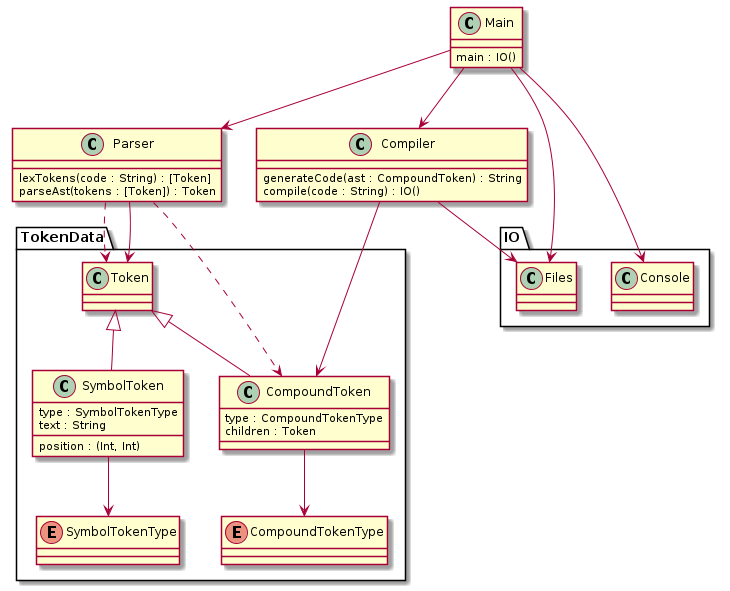 C Main
main : IO()
C Parser
lexTokens(code : String) : [Token]
parseAst(tokens : [Token]) : Token
C Compiler
generateCode(ast : CompoundToken) : String
compile(code : String) : IO()
TokenData
IO
C Token
C Files
C Console
C SymbolToken
type : SymbolTokenType
text : String
position : (Int, Int)
C CompoundToken
type : CompoundTokenType
children : Token
E SymbolTokenType
E CompoundTokenType